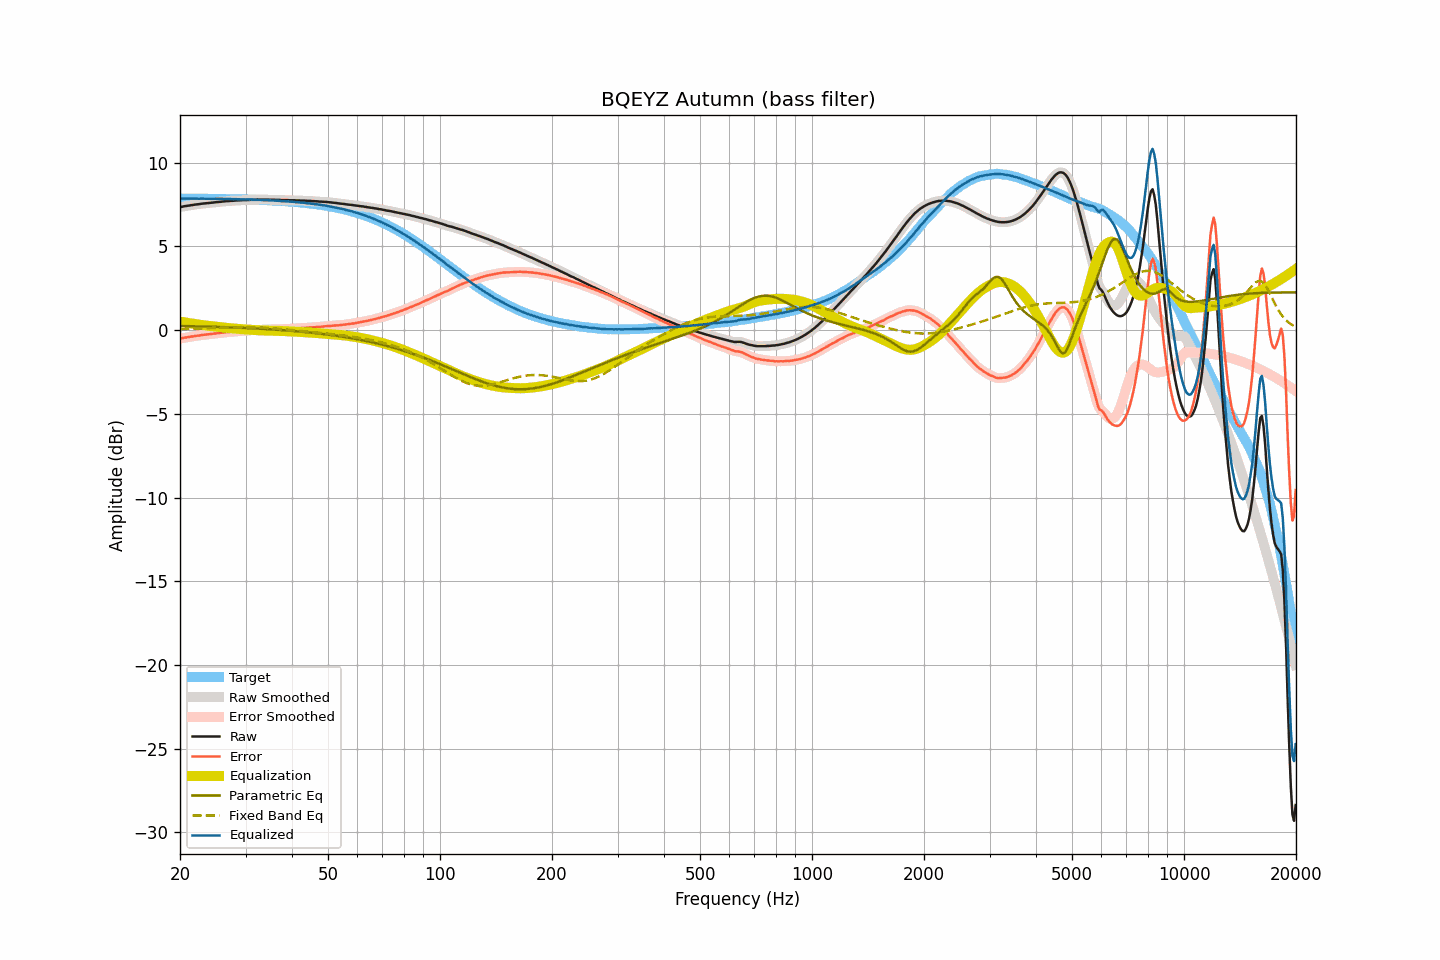 BQEYZ Autumn (bass filter)
Amplitude (dBr)
10
5
0
−5
−10
−15
−20
−25
−30
Target
Raw Smoothed
Error Smoothed
Raw
Error
Equalization
Parametric Eq
Fixed Band Eq
Equalized
20 50 100 200 500 1000 2000 5000 10000 20000
Frequency (Hz)